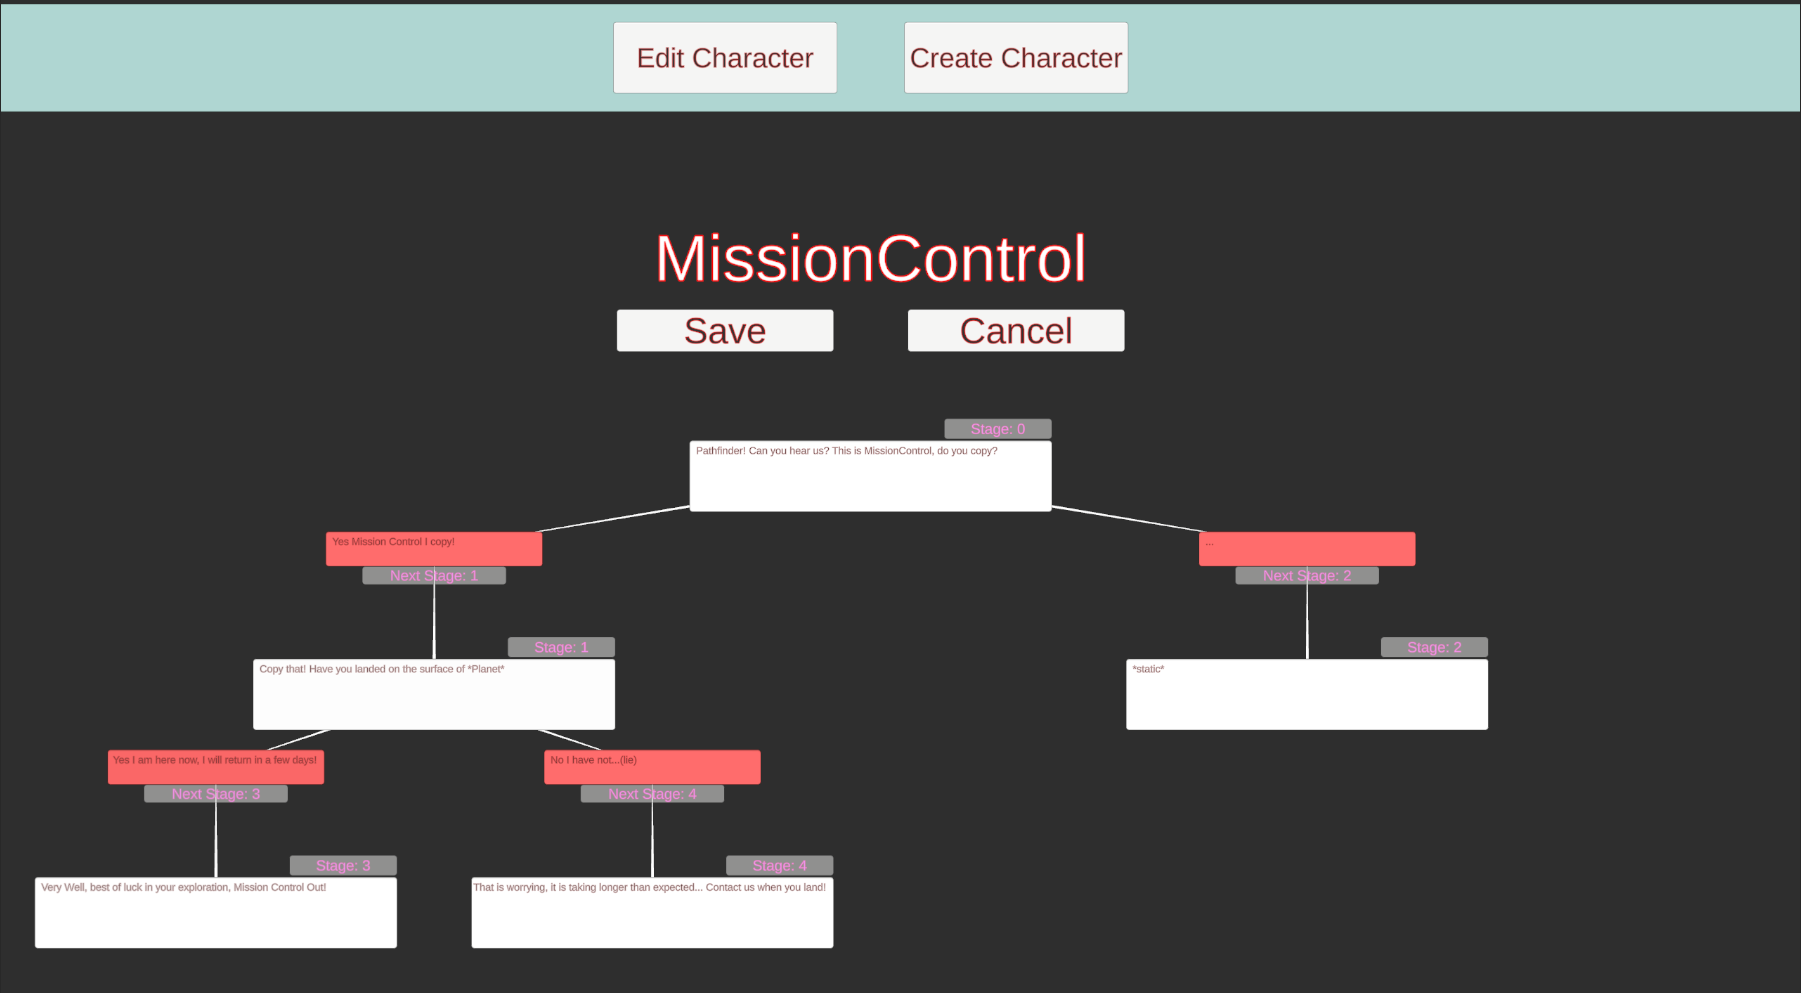 Edit Character
Create Character
MissionControl
Save
Cancel
Stage: 0
Pathfinder! Can you hear us? This is MissionControl, do you copy?
Yes Mission Control I copy!
...
Next Stage: 1
Next Stage: 2
Stage: 1
Stage: 2
Copy that! Have you landed on the surface of *Planet*
*static*
Yes I am here now, I will return in a few days!
No I have not...(lie)
Next Stage: 3
Next Stage: 4
Stage: 3
Stage: 4
Very Well, best of luck in your exploration, Mission Control Out!
That is worrying, it is taking longer than expected... Contact us when you land!